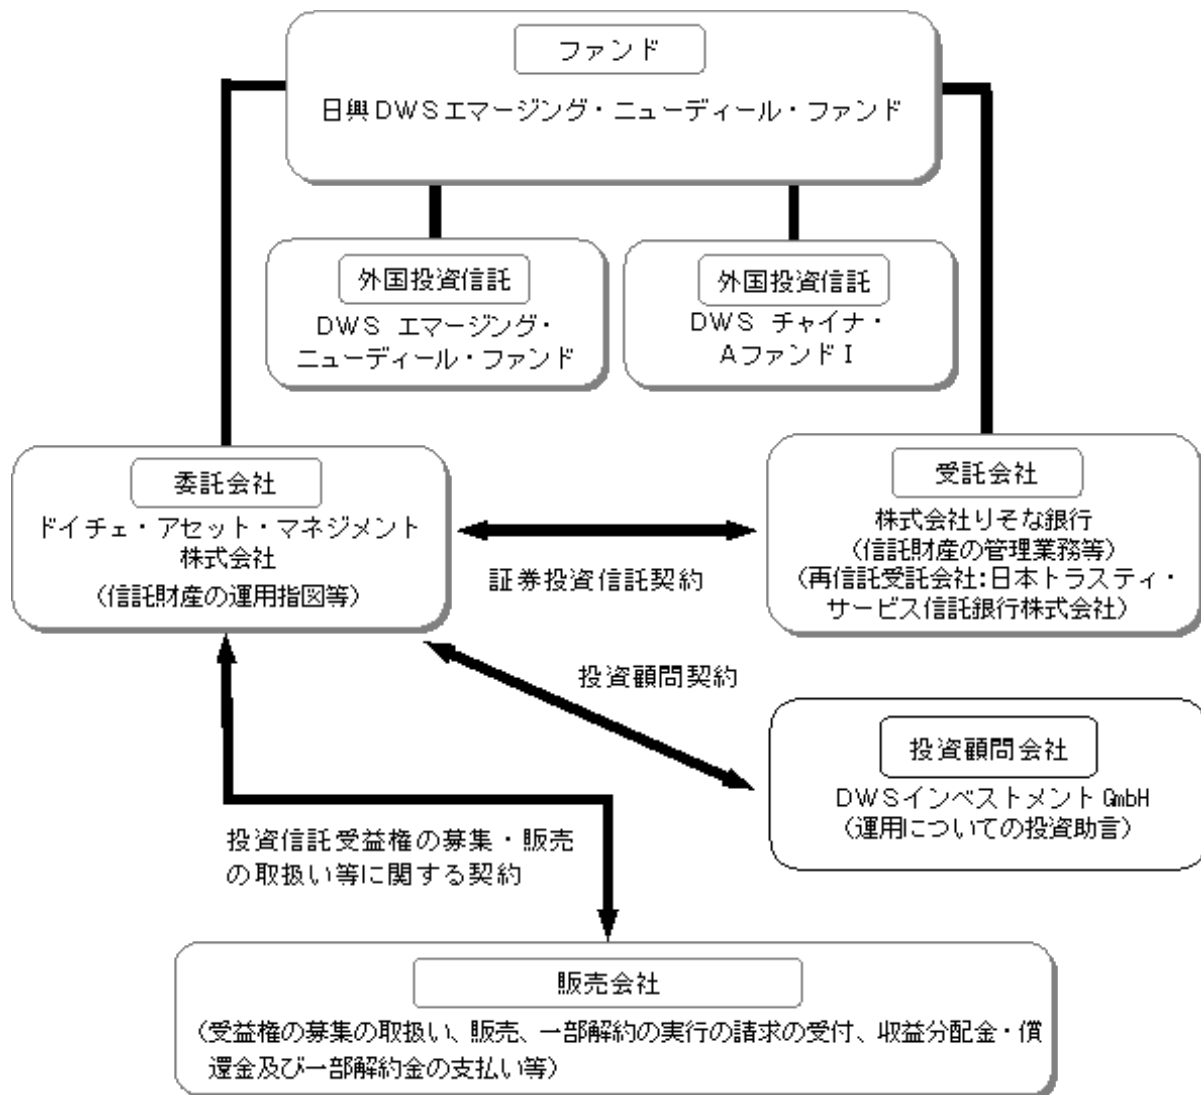 ファンド
日興DWSエマージング・ニューディール・ファンド
外国投資信託
DWS エマージング・
ニューディール・ファンド
外国投資信託
DWS チャイナ・
AファンドⅠ
委託会社
ドイチェ・アセット・マネジメント
株式会社
(信託財産の運用指図等)
証券投資信託契約
受託会社
株式会社りそな銀行
(信託財産の管理業務等)
(再信託受託会社:日本トラスティ・
サービス信託銀行株式会社)
投資顧問契約
投資顧問会社
DWSインベストメントGmbH
(運用についての投資助言)
投資信託受益権の募集・販売
の取扱い等に関する契約
販売会社
(受益権の募集の取扱い、販売、一部解約の実行の請求の受付、収益分配金・償
還金及び一部解約金の支払い等)